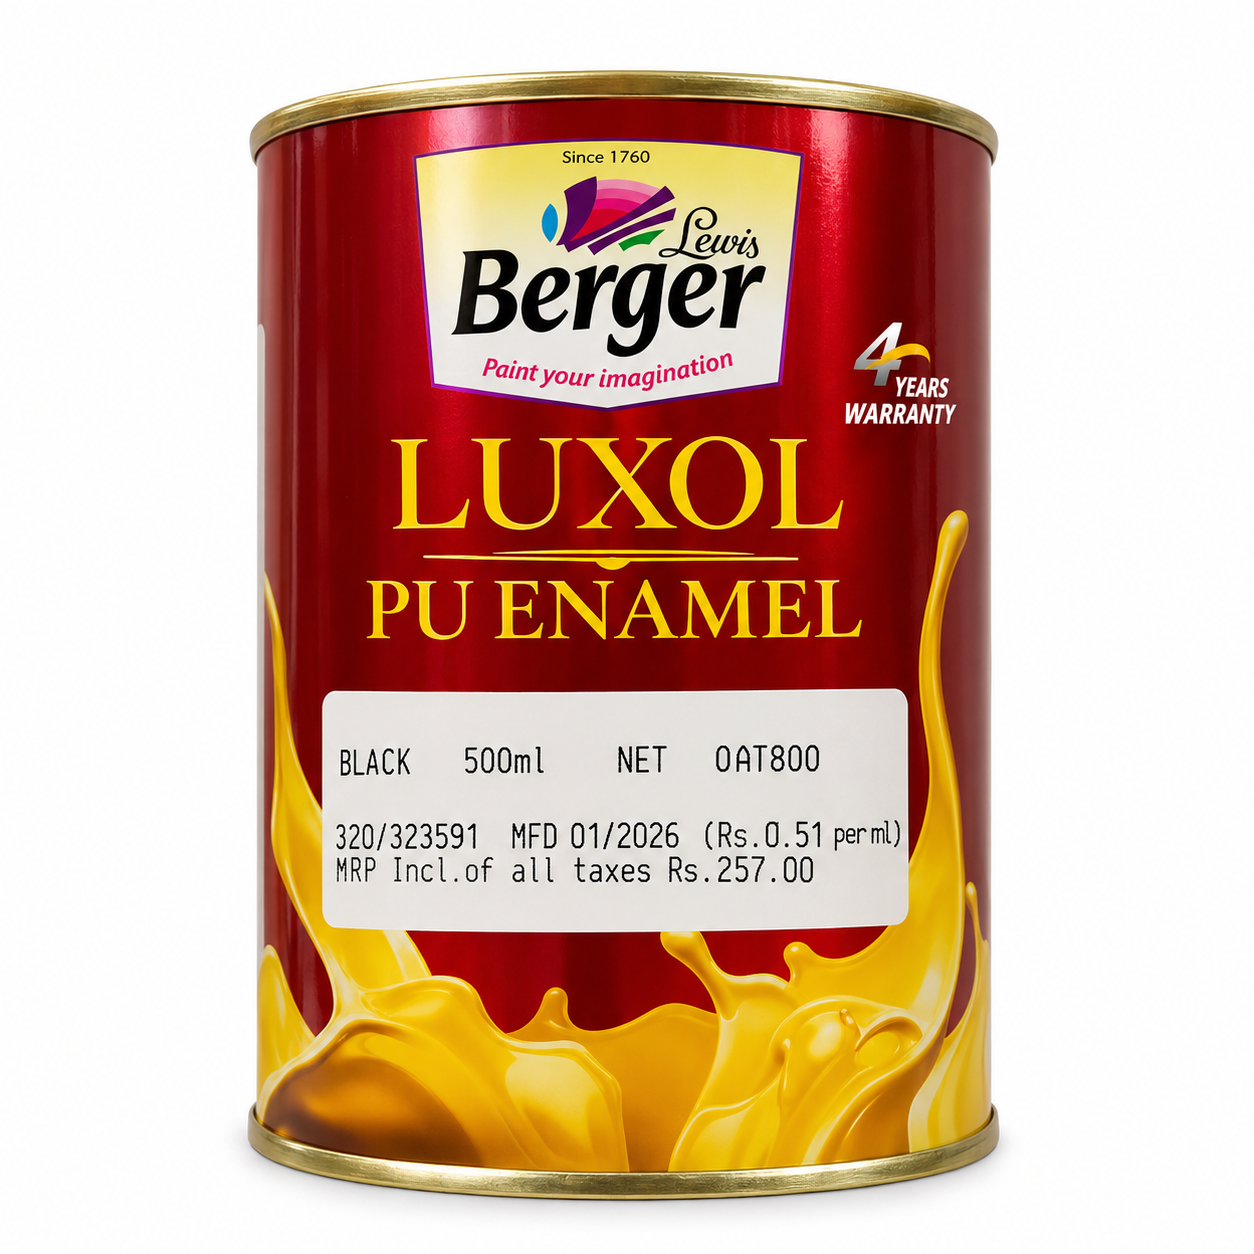 Since 1760
Lewis
Berger
Paint your imagination
4
YEARS
WARRANTY
LUXOL
PU ENAMEL
BLACK 500ml NET OAT800
320/323591 MFD 01/2026 (Rs.0.51 per ml)
MRP Incl.of all taxes Rs.257.00